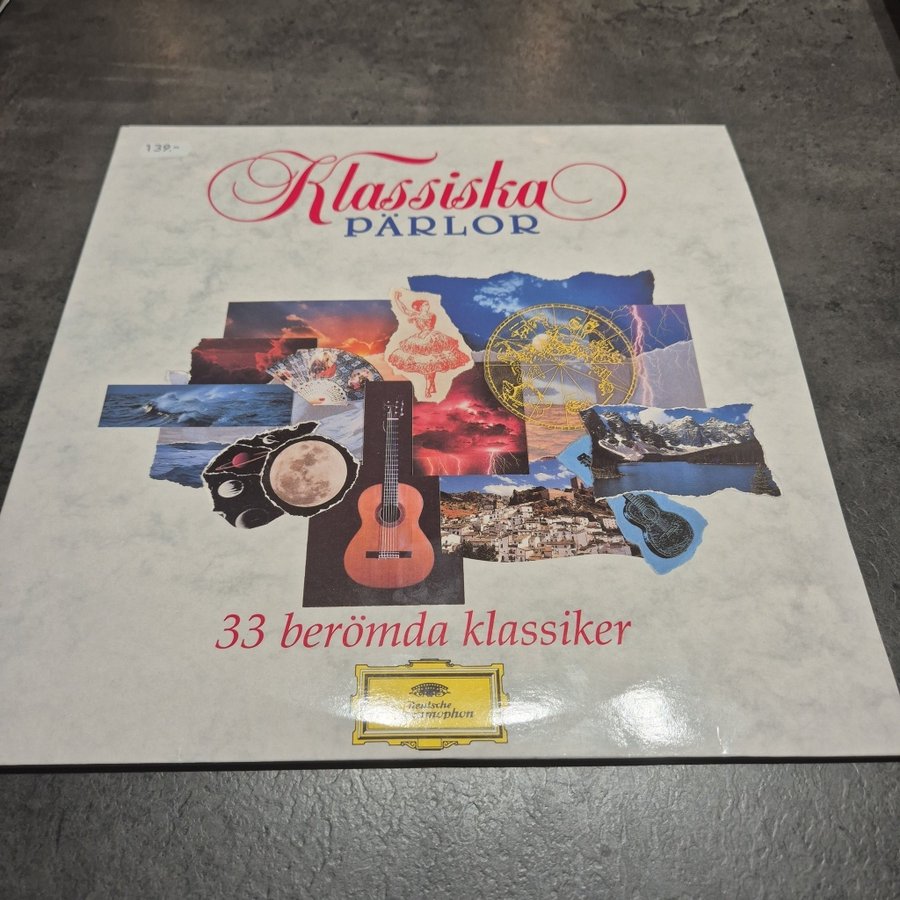 139.-
Klassiska
PÄRLOR
33 berömda klassiker
Deutsche
Grammophon